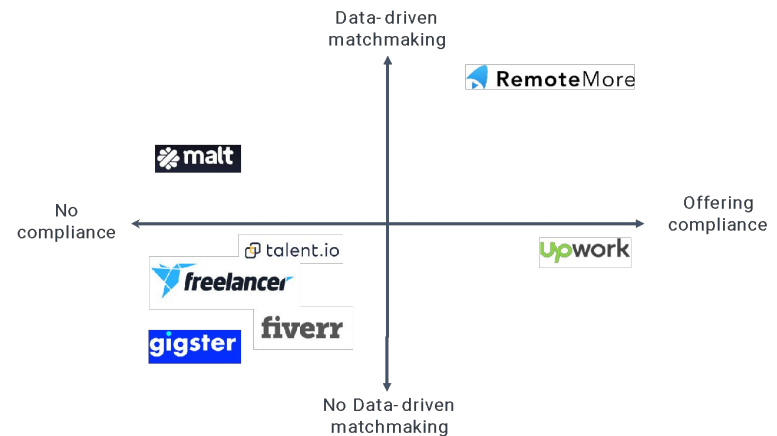 Data-driven
matchmaking
RemoteMore
malt
No
compliance
Offering
compliance
talent.io
upwork
freelancer
fiverr
gigster
No Data-driven
matchmaking